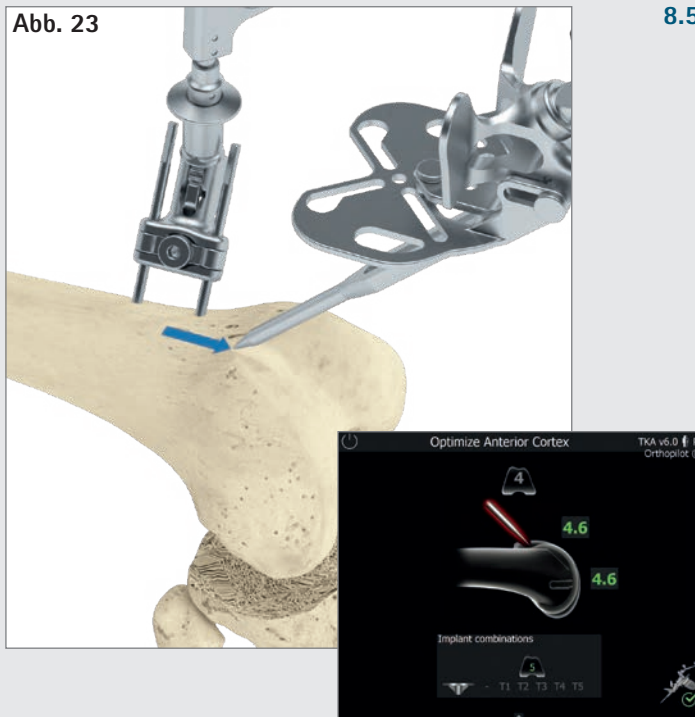 Abb. 23
8.5
Optimize Anterior Cortex
TKA v6.0
Orthopilot
4
4.6
4.6
Implant combinations
5
- T1 T2 T3 T4 T5